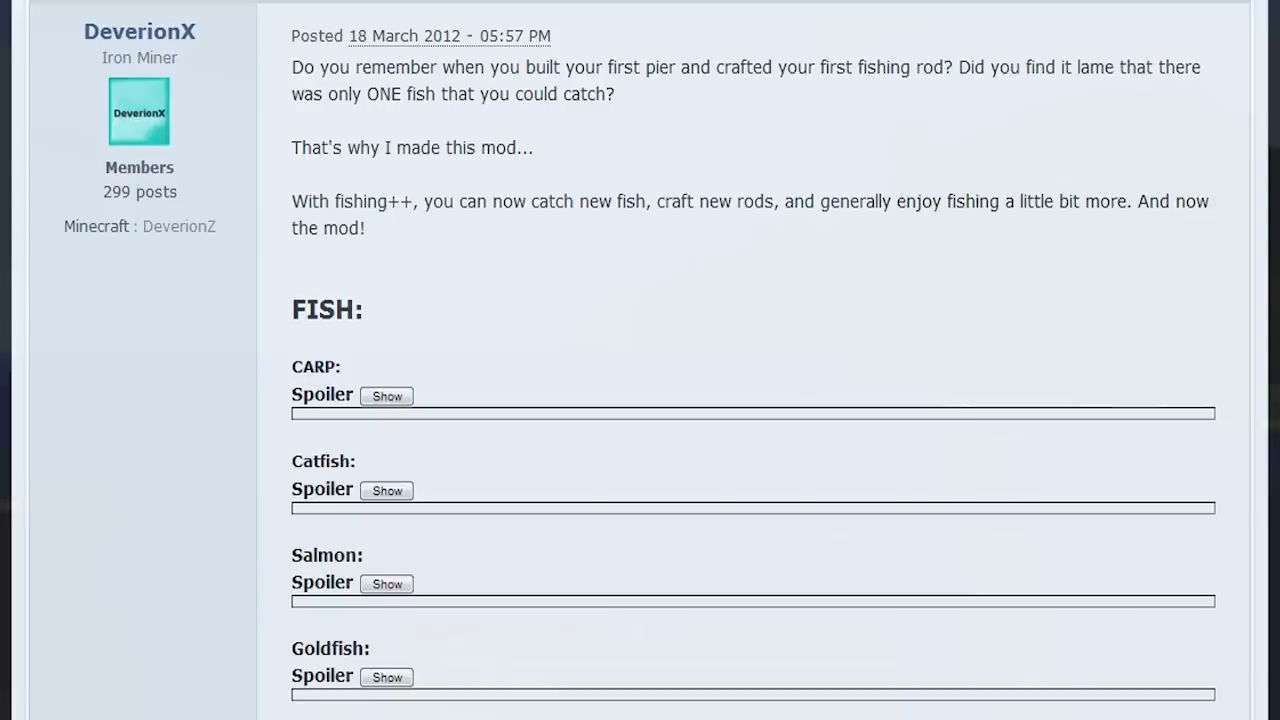 DeverionX
Iron Miner
DeverionX
Members
299 posts
Minecraft : DeverionZ
Posted 18 March 2012 - 05:57 PM
Do you remember when you built your first pier and crafted your first fishing rod? Did you find it lame that there
was only ONE fish that you could catch?
That's why I made this mod...
With fishing++, you can now catch new fish, craft new rods, and generally enjoy fishing a little bit more. And now
the mod!
FISH:
CARP:
Spoiler Show
Catfish:
Spoiler Show
Salmon:
Spoiler Show
Goldfish:
Spoiler Show